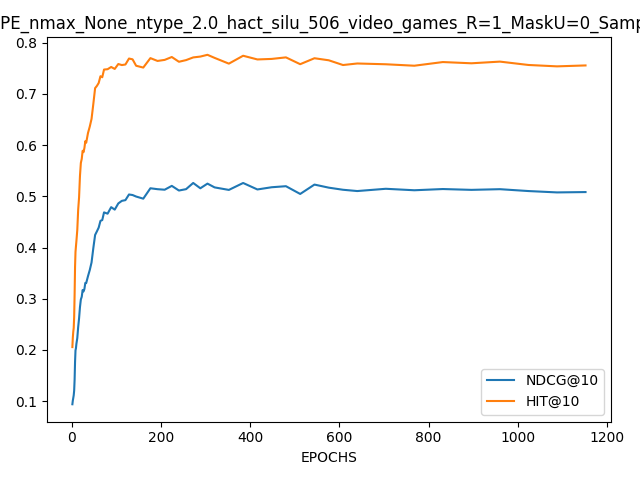 PE_nmax_None_ntype_2.0_hact_silu_506_video_games_R=1_MaskU=0_Samp
0.8
0.7
0.6
0.5
0.4
0.3
0.2
0.1
NDCG@10
HIT@10
0 200 400 600 800 1000 1200
EPOCHS